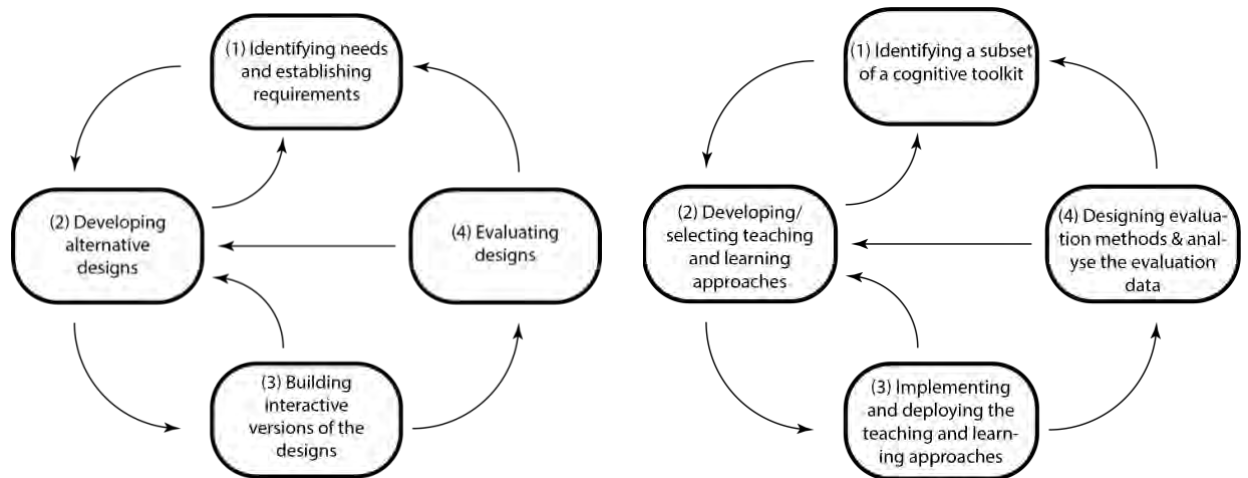 (1) Identifying needs
and establishing
requirements
(2) Developing
alternative
designs
(4) Evaluating
designs
(3) Building
interactive
versions of the
designs
(1) Identifying a subset
of a cognitive toolkit
(2) Developing/
selecting teaching
and learning
approaches
(4) Designing evalua-
tion methods & anal-
yse the evaluation
data
(3) Implementing
and deploying the
teaching and learn-
ing approaches